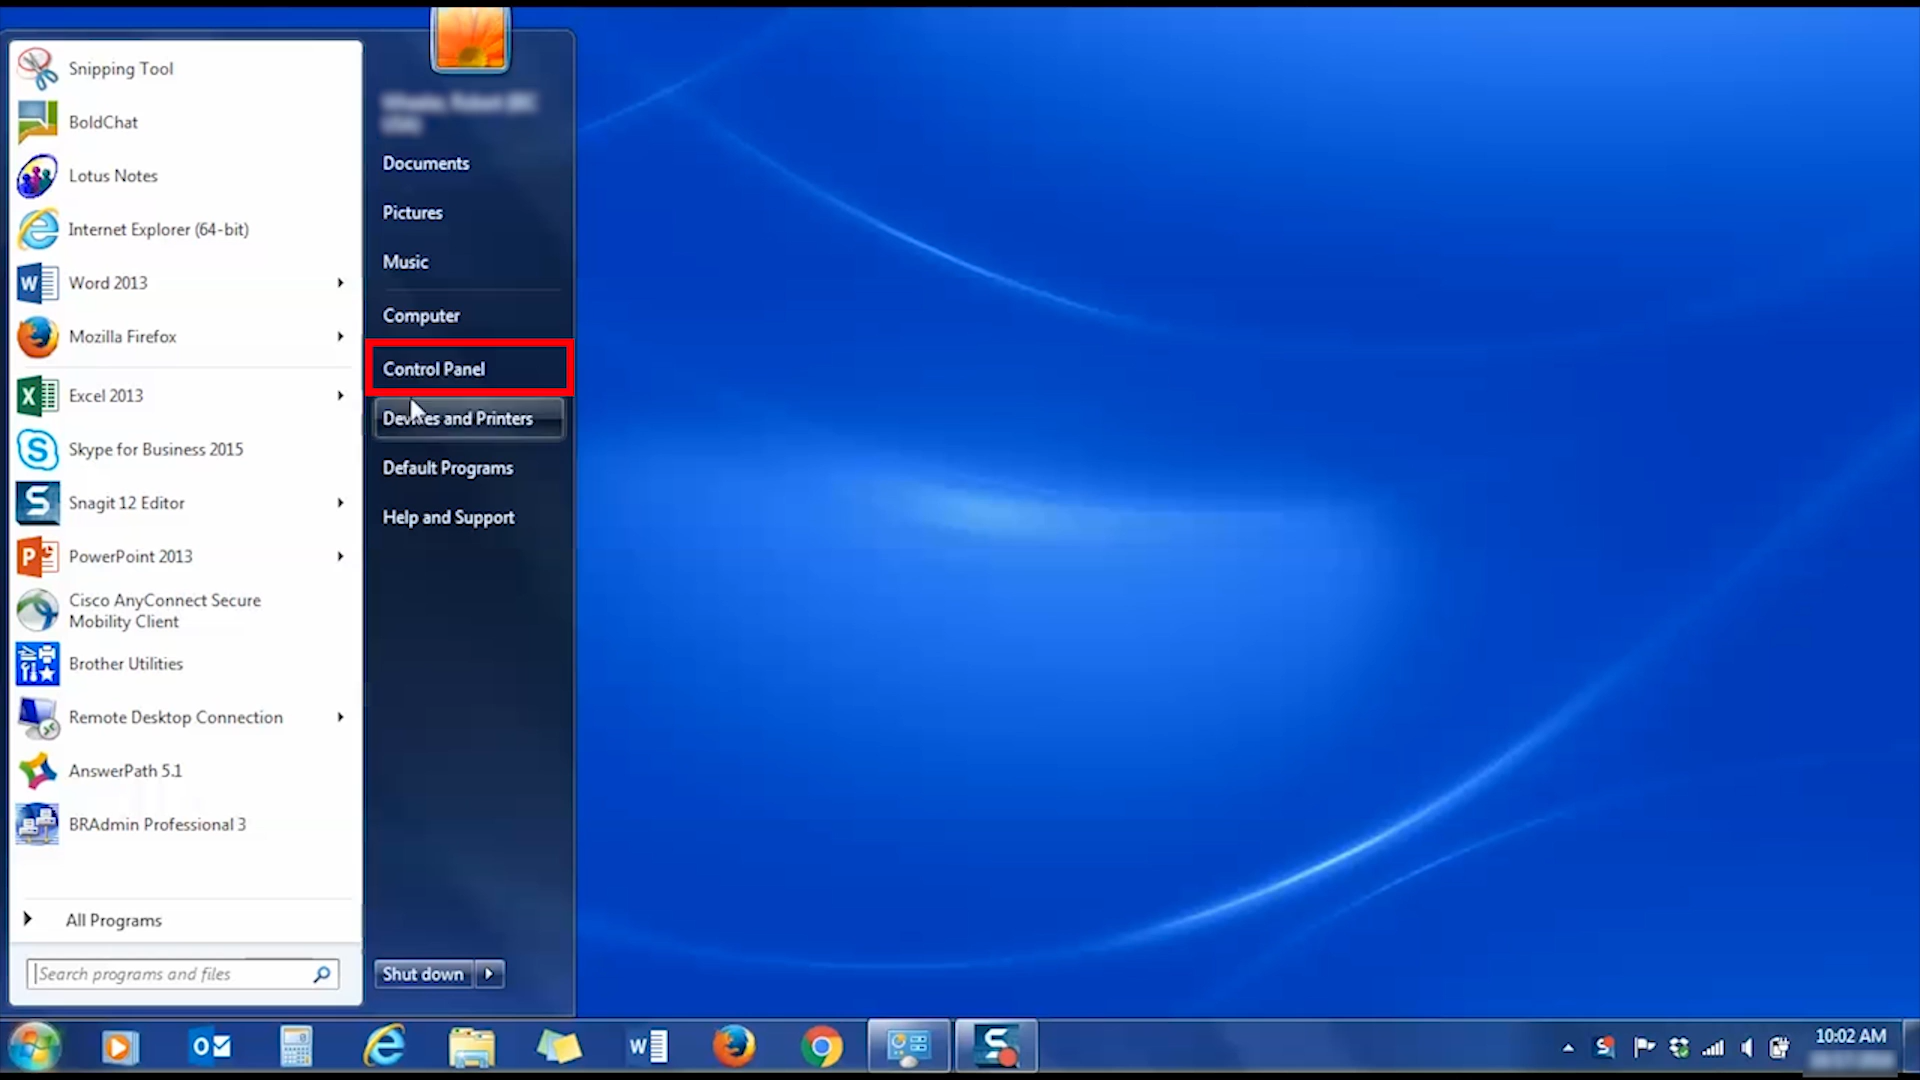 Snipping Tool
BoldChat
Lotus Notes
Internet Explorer (64-bit)
Word 2013
Mozilla Firefox
Excel 2013
Skype for Business 2015
Snagit 12 Editor
PowerPoint 2013
Cisco AnyConnect Secure
Mobility Client
Brother Utilities
Remote Desktop Connection
AnswerPath 5.1
BRAdmin Professional 3
All Programs
Search programs and files
Documents
Pictures
Music
Computer
Control Panel
Devices and Printers
Default Programs
Help and Support
Shut down
10:02 AM